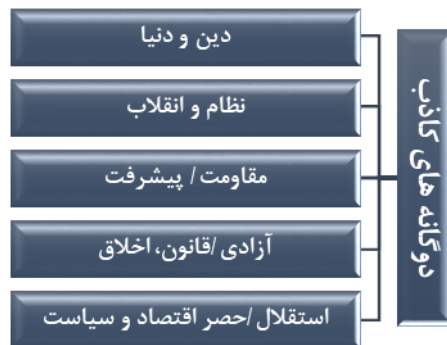 دوگانه های کاذب
دین و دنیا
نظام و انقلاب
مقاومت/ پیشرفت
آزادی /قانون، اخلاق
استقلال /حصر اقتصاد و سیاست